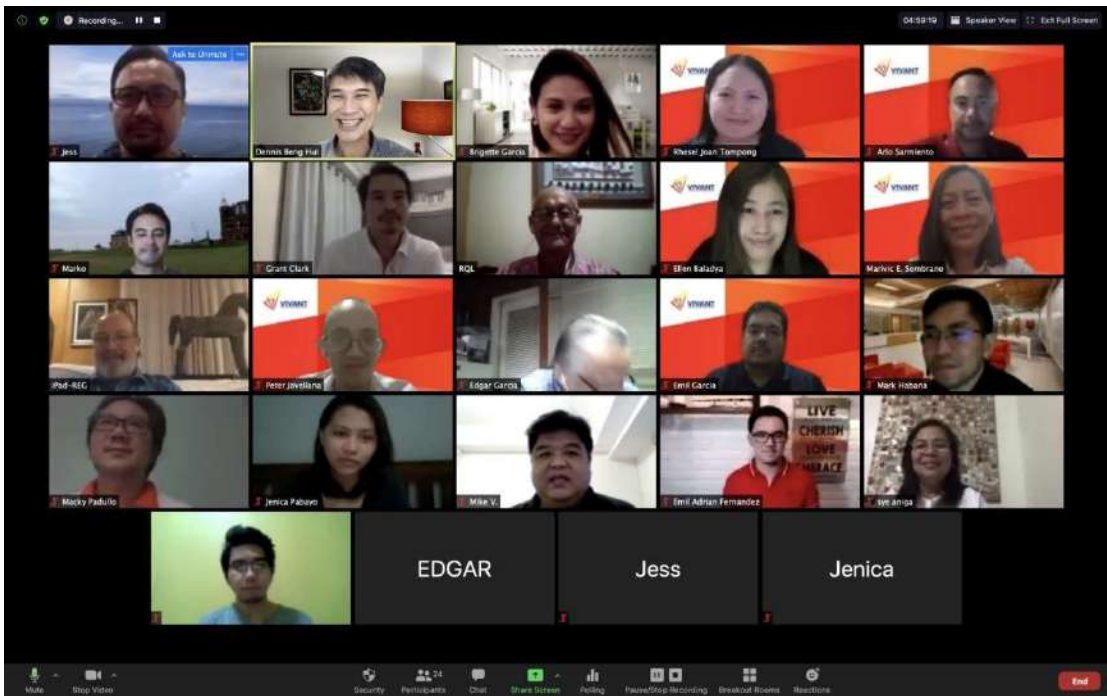 Recording...
04:59:19
Speaker View
Exit Full Screen
Ask to Unmute
Jess
Dennis Beng Hui
Brigette Garcia
VIVANT
Rhesel Joan Tompong
VIVANT
Arlo Sarmiento
Marko
Grant Clark
RQL
VIVANT
Ellen Baladya
VIVANT
Marivic E. Sombrano
iPad-REG
VIVANT
Peter Javellana
Edgar Garcia
VIVANT
Emil Garcia
Mark Habana
Macky Padullo
Jenica Pabayo
Mike V.
LIVE
CHERISH
LOVE
Emil Adrian Fernandez
sye aniga
EDGAR
Jess
Jenica
Mute
Stop Video
Security
Participants
24
Chat
Share Screen
Polling
Pause/Stop Recording
Breakout Rooms
Reactions
End